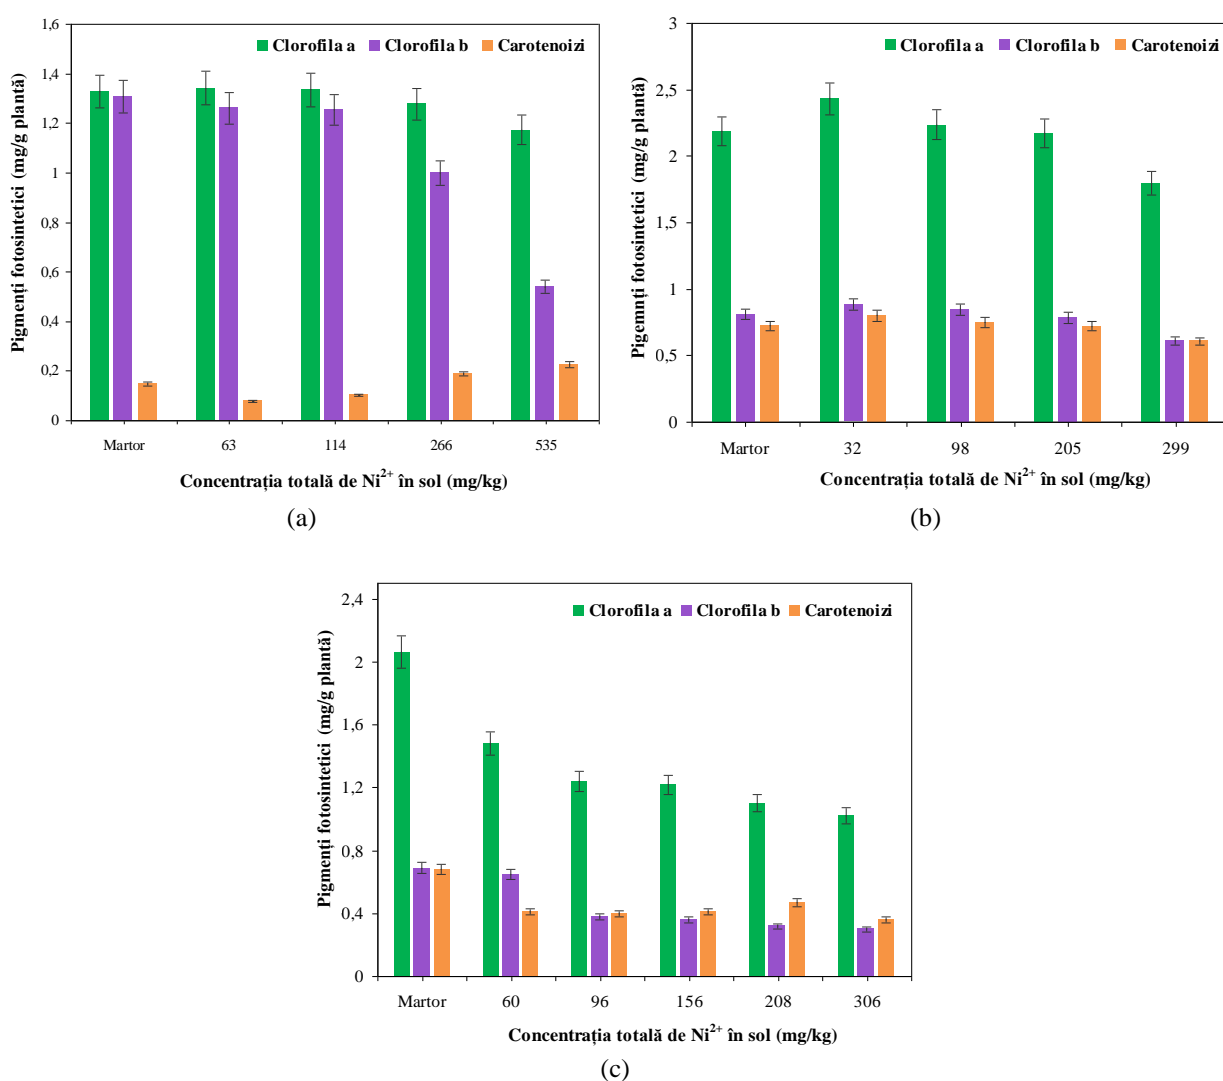 Clorofila a Clorofila b Carotenoizi
Pigmenți fotosintetici (mg/g plantă)
1,6
1,4
1,2
1
0,8
0,6
0,4
0,2
0
Martor 63 114 266 535
Concentrația totală de Ni²⁺ în sol (mg/kg)
(a)
Clorofila a Clorofila b Carotenoizi
Pigemnți fotosintetici (mg/g plantă)
3
2,5
2
1,5
1
0,5
0
Martor 32 98 205 299
Concentrația totală de Ni²⁺ în sol (mg/kg)
(b)
Clorofila a Clorofila b Carotenoizi
Pigmenți fotosintetici (mg/g plantă)
2,4
2
1,6
1,2
0,8
0,4
0
Martor 60 96 156 208 306
Concentrația totală de Ni²⁺ în sol (mg/kg)
(c)